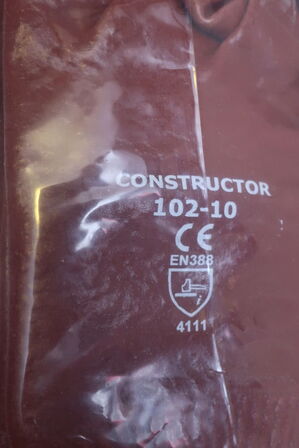 CONSTRUCTOR
102-10
CE
EN388
4111